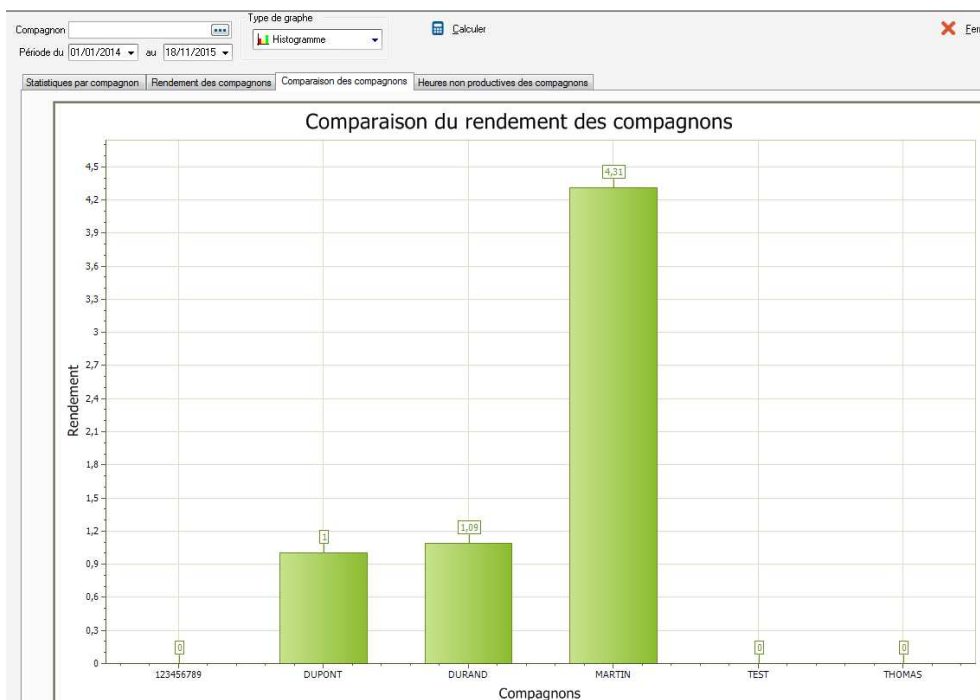 Type de graphe
Compagnon ...
Histogramme
Calculer
Période du 01/01/2014 au 18/11/2015
Statistiques par compagnon Rendement des compagnons Comparaison des compagnons Heures non productives des compagnons
Comparaison du rendement des compagnons
4,5
4,31
4,2
3,9
3,6
3,3
3
2,7
2,4
Rendement
2,1
1,8
1,5
1,2
1,09
1
0,9
0,6
0,3
0 0 0
0
123456789 DUPONT DURAND MARTIN TEST THOMAS
Compagnons